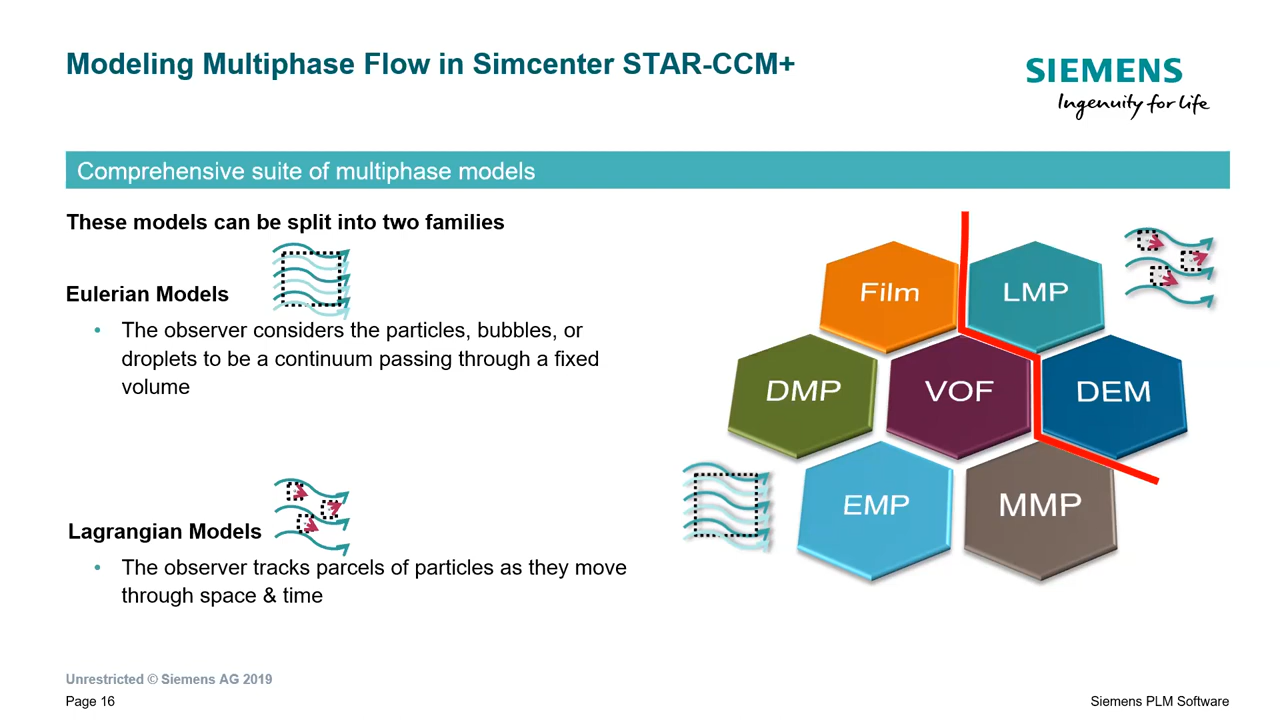 Modeling Multiphase Flow in Simcenter STAR-CCM+
SIEMENS
Ingenuity for life
Comprehensive suite of multiphase models
These models can be split into two families
Eulerian Models
• The observer considers the particles, bubbles, or
droplets to be a continuum passing through a fixed
volume
Lagrangian Models
• The observer tracks parcels of particles as they move
through space & time
Film
LMP
DMP
VOF
DEM
EMP
MMP
Unrestricted © Siemens AG 2019
Page 16
Siemens PLM Software